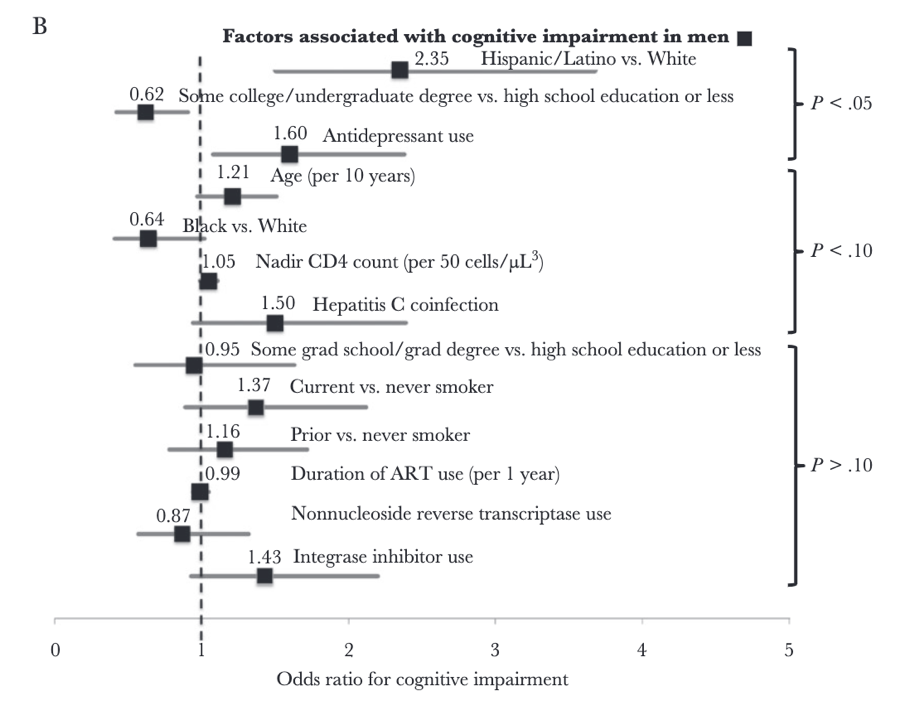 B
Factors associated with cognitive impairment in men
2.35 Hispanic/Latino vs. White
0.62 Some college/undergraduate degree vs. high school education or less
P < .05
1.60 Antidepressant use
1.21 Age (per 10 years)
0.64 Black vs. White
P < .10
1.05 Nadir CD4 count (per 50 cells/μL³)
1.50 Hepatitis C coinfection
0.95 Some grad school/grad degree vs. high school education or less
1.37 Current vs. never smoker
1.16 Prior vs. never smoker
P > .10
0.99 Duration of ART use (per 1 year)
0.87 Nonnucleoside reverse transcriptase use
1.43 Integrase inhibitor use
0 1 2 3 4 5
Odds ratio for cognitive impairment